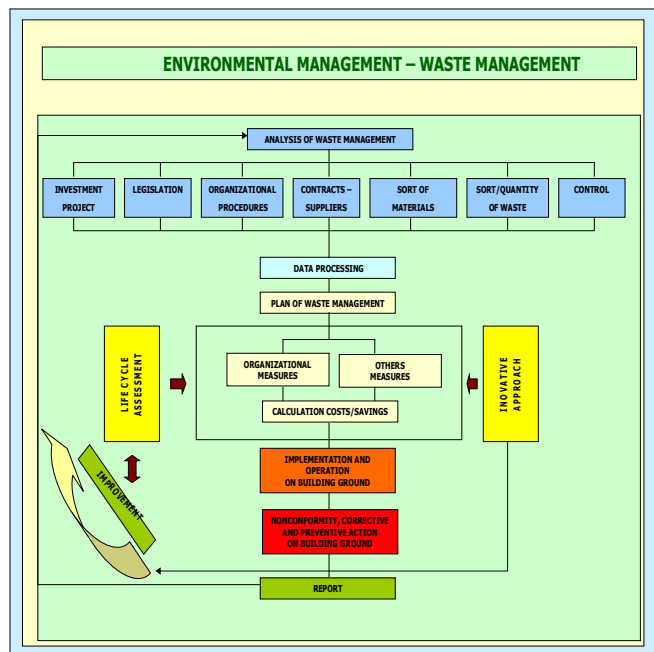 ENVIRONMENTAL MANAGEMENT – WASTE MANAGEMENT
ANALYSIS OF WASTE MANAGEMENT
INVESTMENT
PROJECT
LEGISLATION
ORGANIZATIONAL
PROCEDURES
CONTRACTS –
SUPPLIERS
SORT OF
MATERIALS
SORT/QUANTITY
OF WASTE
CONTROL
DATA PROCESSING
PLAN OF WASTE MANAGEMENT
LIFE CYCLE
ASSESSMENT
ORGANIZATIONAL
MEASURES
OTHERS
MEASURES
CALCULATION COSTS/SAVINGS
INOVATIVE
APPROACH
IMPLEMENTATION AND
OPERATION
ON BUILDING GROUND
IMPROVEMENT
NONCONFORMITY, CORRECTIVE
AND PREVENTIVE ACTION
ON BUILDING GROUND
REPORT